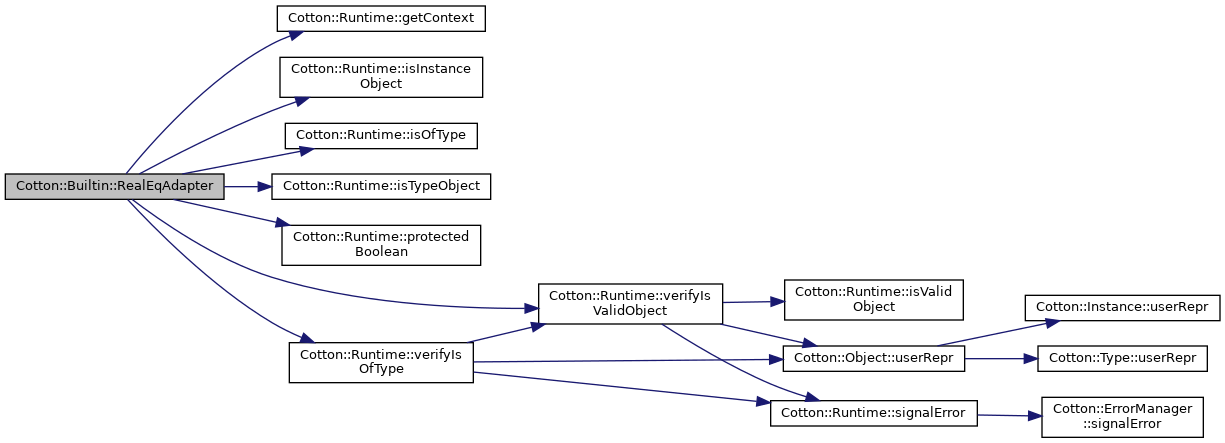 Cotton::Builtin::RealEqAdapter
Cotton::Runtime::getContext
Cotton::Runtime::isInstance
Object
Cotton::Runtime::isOfType
Cotton::Runtime::isTypeObject
Cotton::Runtime::protected
Boolean
Cotton::Runtime::verifyIs
OfType
Cotton::Runtime::verifyIs
ValidObject
Cotton::Runtime::isValid
Object
Cotton::Object::userRepr
Cotton::Runtime::signalError
Cotton::Instance::userRepr
Cotton::Type::userRepr
Cotton::ErrorManager
::signalError